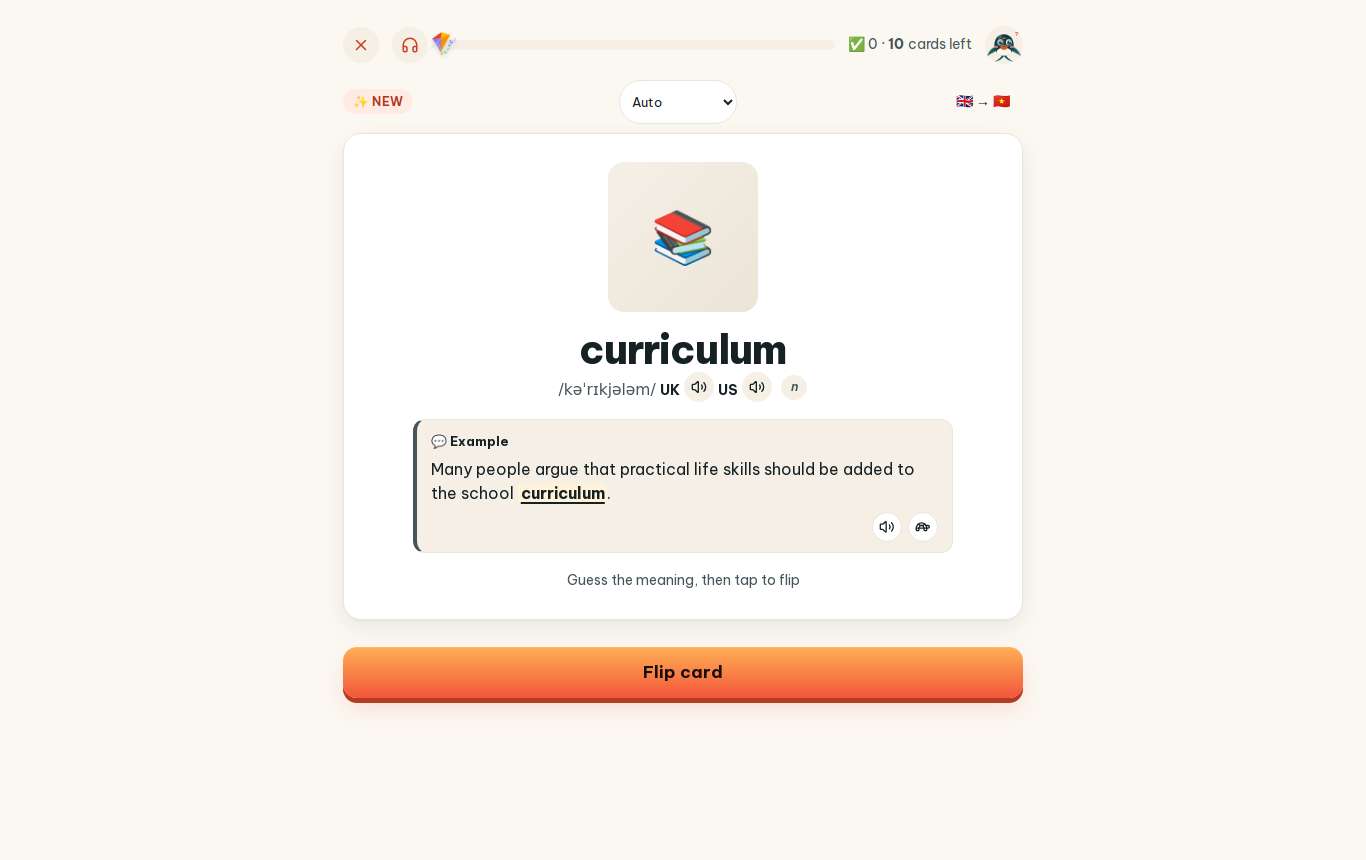 ✅ 0 · 10 cards left
✨ NEW
Auto
🇬🇧 → 🇻🇳
curriculum
/kəˈrɪkjələm/ UK US n
💬 Example
Many people argue that practical life skills should be added to
the school curriculum.
Guess the meaning, then tap to flip
Flip card